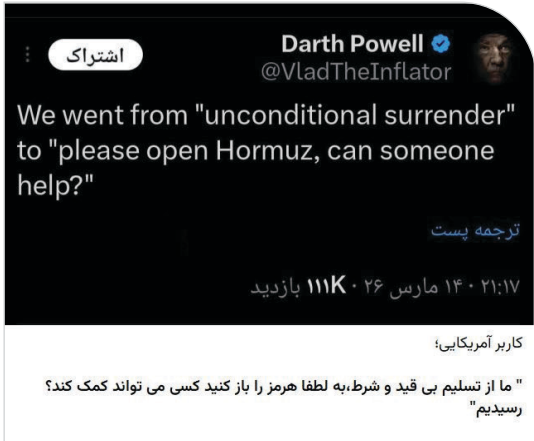 Darth Powell
اشتراک
@VladTheInflator
We went from "unconditional surrender"
to "please open Hormuz, can someone
help?"
ترجمه پست
۲۱:۱۷ · ۱۴ مارس ۲۶ · ۱۱۱K بازدید
کاربر آمریکایی؛
" ما از تسلیم بی قید و شرط،به لطفا هرمز را باز کنید کسی می تواند کمک کند؟
رسیدیم"